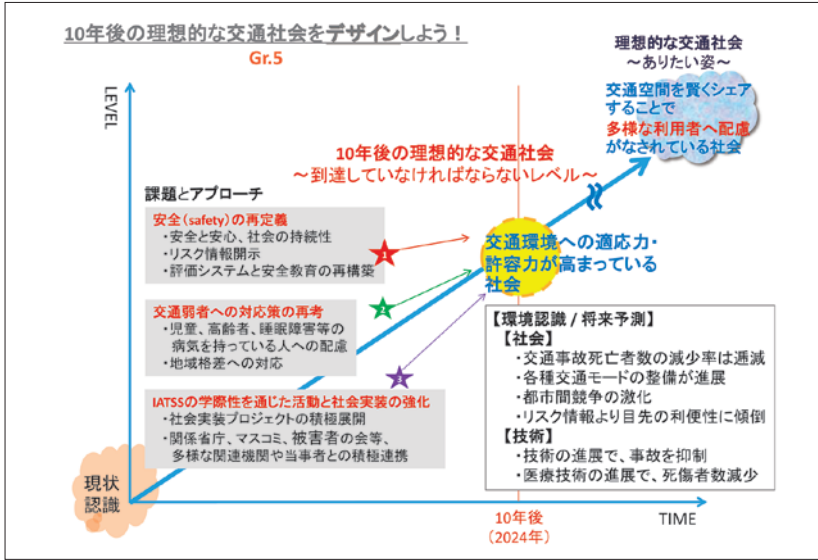 10年後の理想的な交通社会をデザインしよう！
Gr.5
LEVEL
理想的な交通社会
～ありたい姿～
交通空間を賢くシェア
することで
多様な利用者へ配慮
がなされている社会
10年後の理想的な交通社会
～到達していなければならないレベル～
課題とアプローチ
安全（safety）の再定義
・安全と安心、社会の持続性
・リスク情報開示
・評価システムと安全教育の再構築
1
交通環境への適応力・
許容力が高まっている
社会
交通弱者への対応策の再考
・児童、高齢者、睡眠障害等の
病気を持っている人への配慮
・地域格差への対応
2
IATSSの学際性を通じた活動と社会実装の強化
・社会実装プロジェクトの積極展開
・関係省庁、マスコミ、被害者の会等、
多様な関連機関や当事者との積極連携
3
【環境認識 / 将来予測】
【社会】
・交通事故死亡者数の減少率は逓減
・各種交通モードの整備が進展
・都市間競争の激化
・リスク情報より目先の利便性に傾倒
【技術】
・技術の進展で、事故を抑制
・医療技術の進展で、死傷者数減少
現状
認識
10年後
（2024年）
TIME